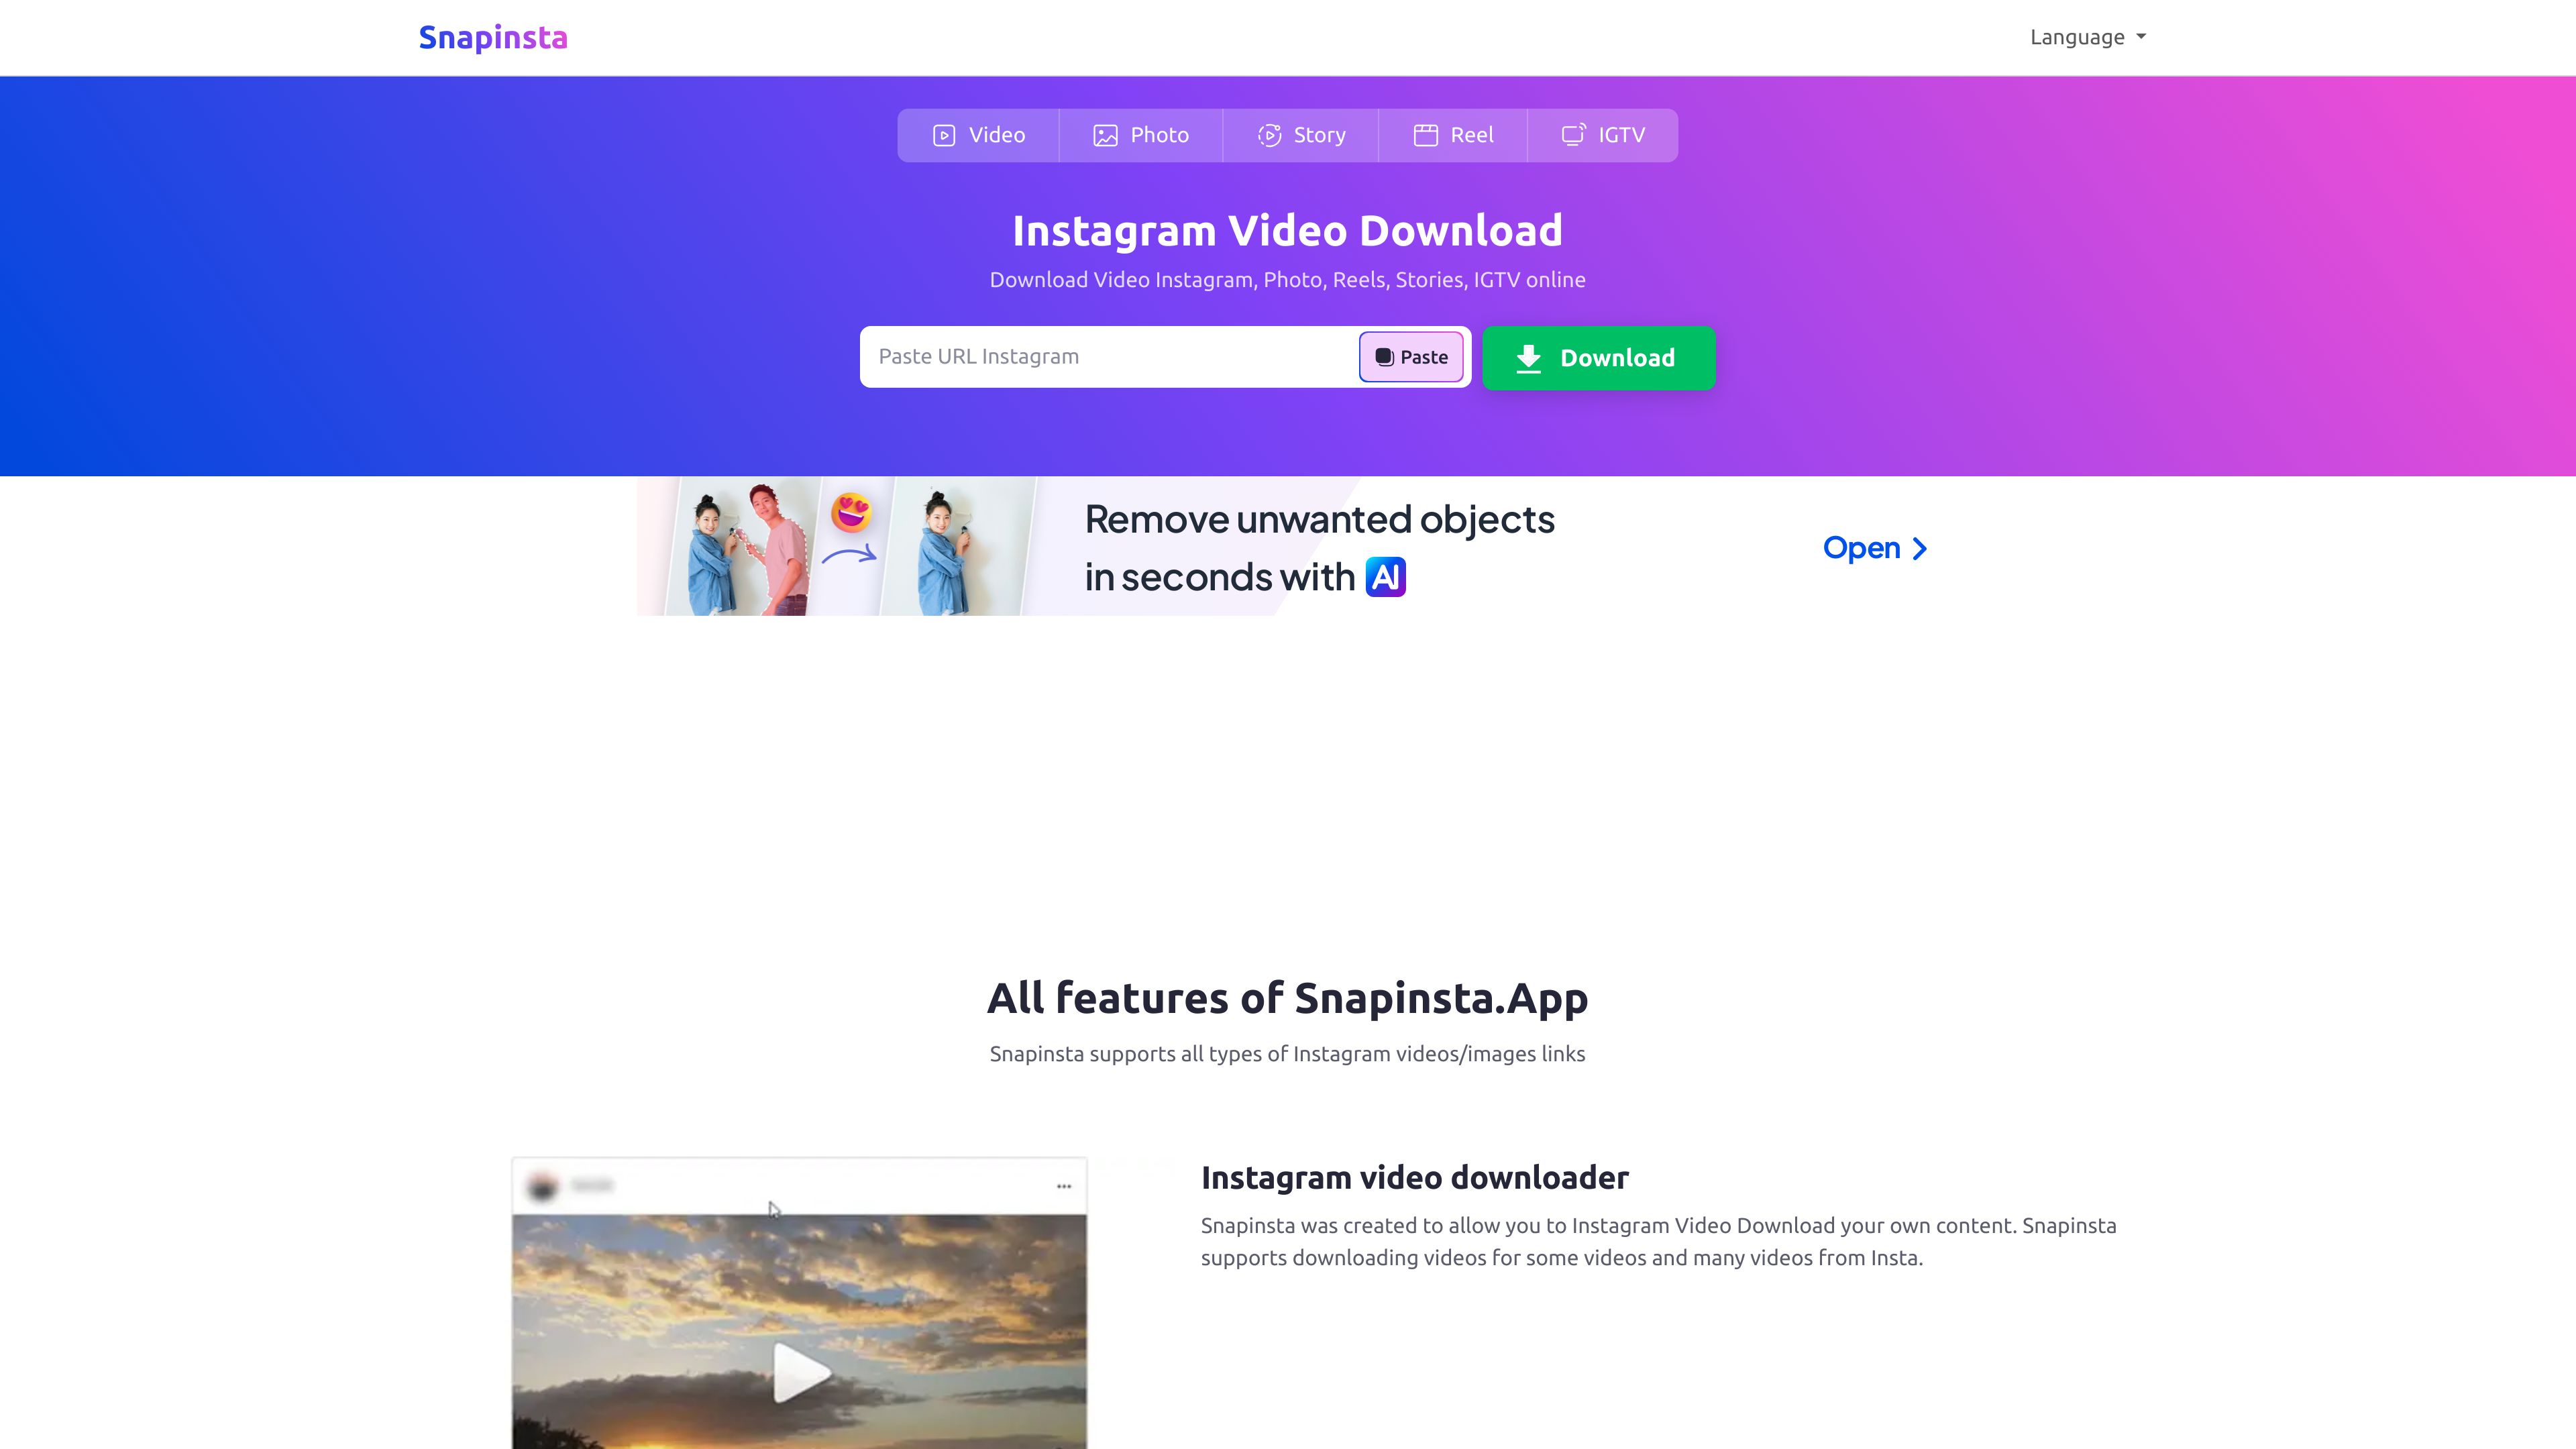 Snapinsta
Language
Video
Photo
Story
Reel
IGTV
Instagram Video Download
Download Video Instagram, Photo, Reels, Stories, IGTV online
Paste URL Instagram
Paste
Download
Remove unwanted objects
in seconds with AI
Open
All features of Snapinsta.App
Snapinsta supports all types of Instagram videos/images links
Instagram video downloader
Snapinsta was created to allow you to Instagram Video Download your own content. Snapinsta
supports downloading videos for some videos and many videos from Insta.